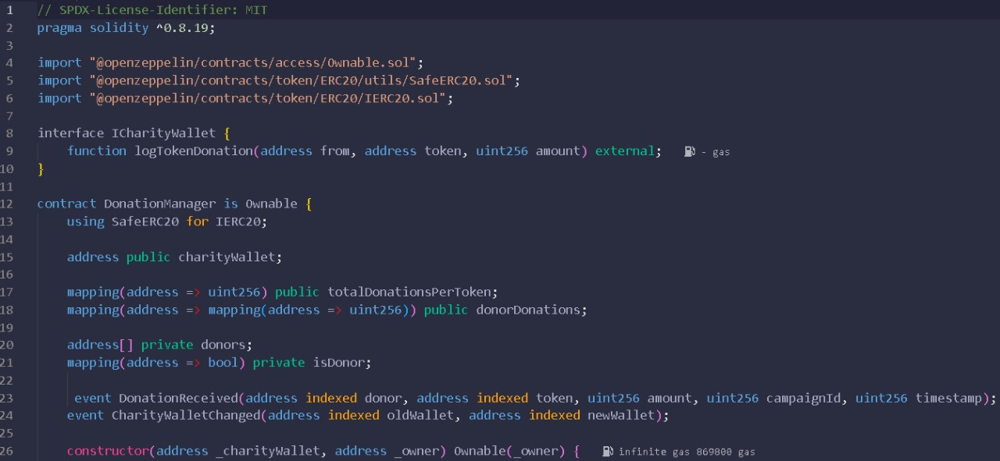 1 // SPDX-License-Identifier: MIT
2 pragma solidity ^0.8.19;
3
4 import "@openzeppelin/contracts/access/Ownable.sol";
5 import "@openzeppelin/contracts/token/ERC20/utils/SafeERC20.sol";
6 import "@openzeppelin/contracts/token/ERC20/IERC20.sol";
7
8 interface ICharityWallet {
9     function logTokenDonation(address from, address token, uint256 amount) external; - gas
10 }
11
12 contract DonationManager is Ownable {
13     using SafeERC20 for IERC20;
14
15     address public charityWallet;
16
17     mapping(address => uint256) public totalDonationsPerToken;
18     mapping(address => mapping(address => uint256)) public donorDonations;
19
20     address[] private donors;
21     mapping(address => bool) private isDonor;
22
23      event DonationReceived(address indexed donor, address indexed token, uint256 amount, uint256 campaignId, uint256 timestamp);
24     event CharityWalletChanged(address indexed oldWallet, address indexed newWallet);
25
26     constructor(address _charityWallet, address _owner) Ownable(_owner) { infinite gas 869800 gas